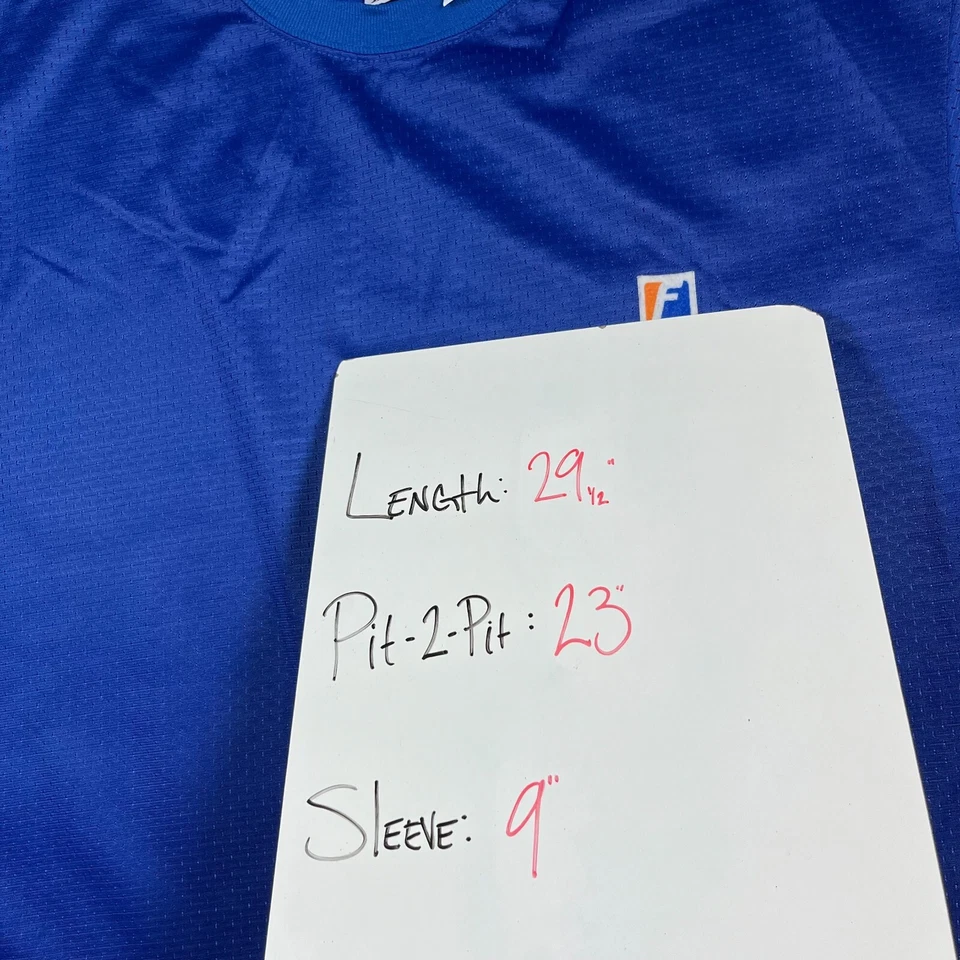 F
Length: 29 1/2"
Pit-2-Pit: 23"
Sleeve: 9"